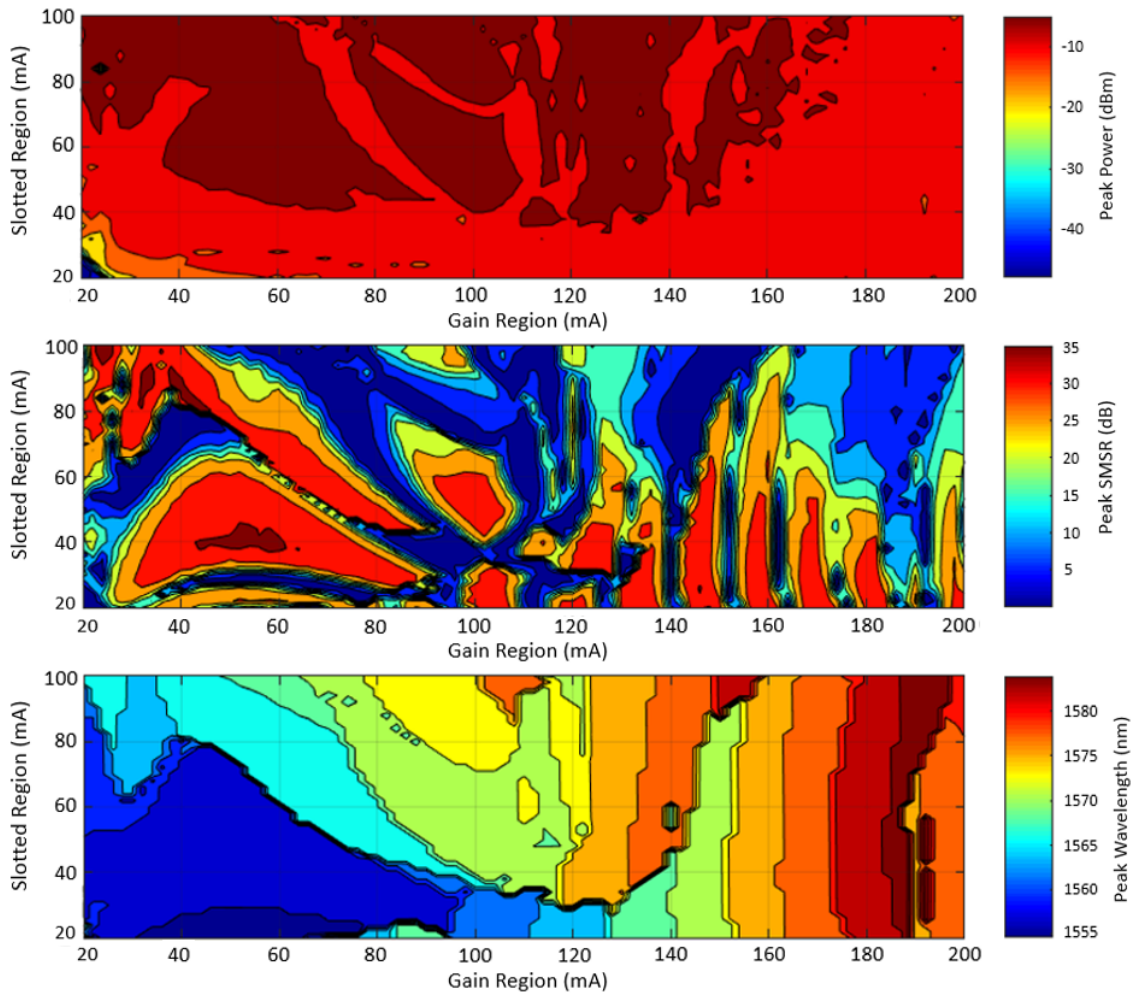 100
80
60
40
20
Slotted Region (mA)
20 40 60 80 100 120 140 160 180 200
Gain Region (mA)
-10
-20
-30
-40
Peak Power (dBm)
100
80
60
40
20
Slotted Region (mA)
20 40 60 80 100 120 140 160 180 200
Gain Region (mA)
35
30
25
20
15
10
5
Peak SMSR (dB)
100
80
60
40
20
Slotted Region (mA)
20 40 60 80 100 120 140 160 180 200
Gain Region (mA)
1580
1575
1570
1565
1560
1555
Peak Wavelength (nm)